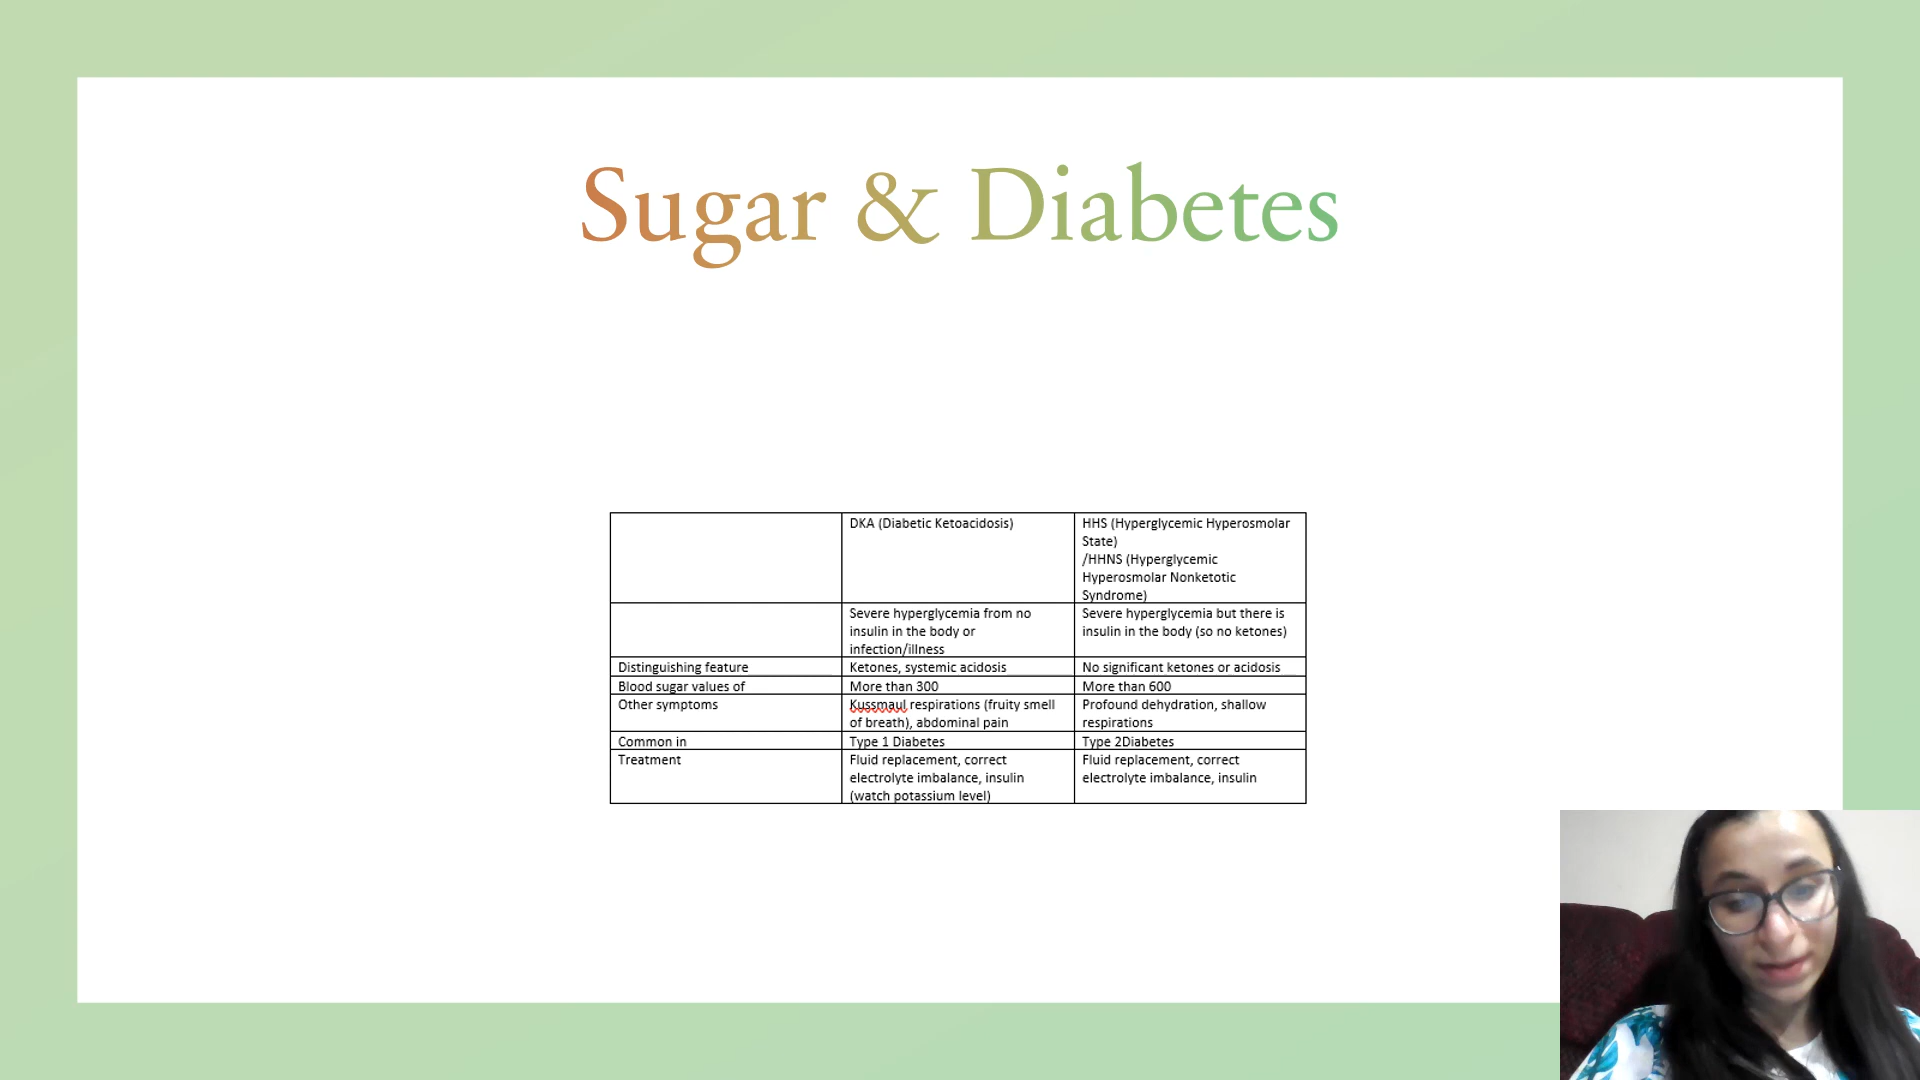 Sugar & Diabetes
DKA (Diabetic Ketoacidosis)
HHS (Hyperglycemic Hyperosmolar
State)
/HHNS (Hyperglycemic
Hyperosmolar Nonketotic
Syndrome)
Severe hyperglycemia from no
insulin in the body or
infection/illness
Severe hyperglycemia but there is
insulin in the body (so no ketones)
Distinguishing feature
Ketones, systemic acidosis
No significant ketones or acidosis
Blood sugar values of
More than 300
More than 600
Other symptoms
Kussmaul respirations (fruity smell
of breath), abdominal pain
Profound dehydration, shallow
respirations
Common in
Type 1 Diabetes
Type 2Diabetes
Treatment
Fluid replacement, correct
electrolyte imbalance, insulin
(watch potassium level)
Fluid replacement, correct
electrolyte imbalance, insulin